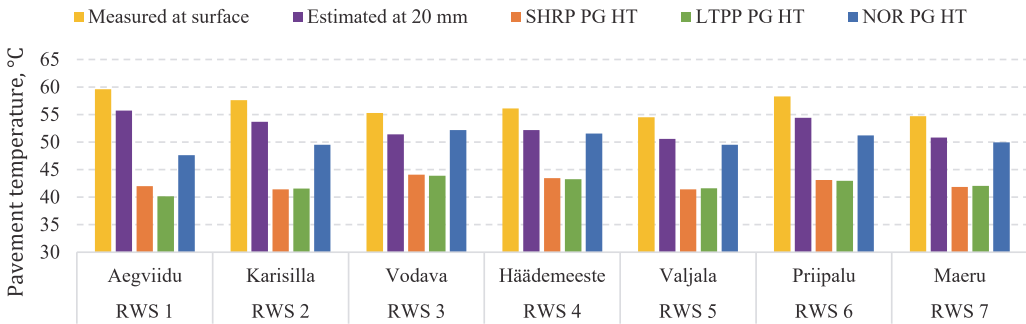 Measured at surface Estimated at 20 mm SHRP PG HT LTPP PG HT NOR PG HT
Pavement temperature, °C
65
60
55
50
45
40
35
30
Aegviidu Karisilla Vodava Häädemeeste Valjala Priipalu Maeru
RWS 1 RWS 2 RWS 3 RWS 4 RWS 5 RWS 6 RWS 7